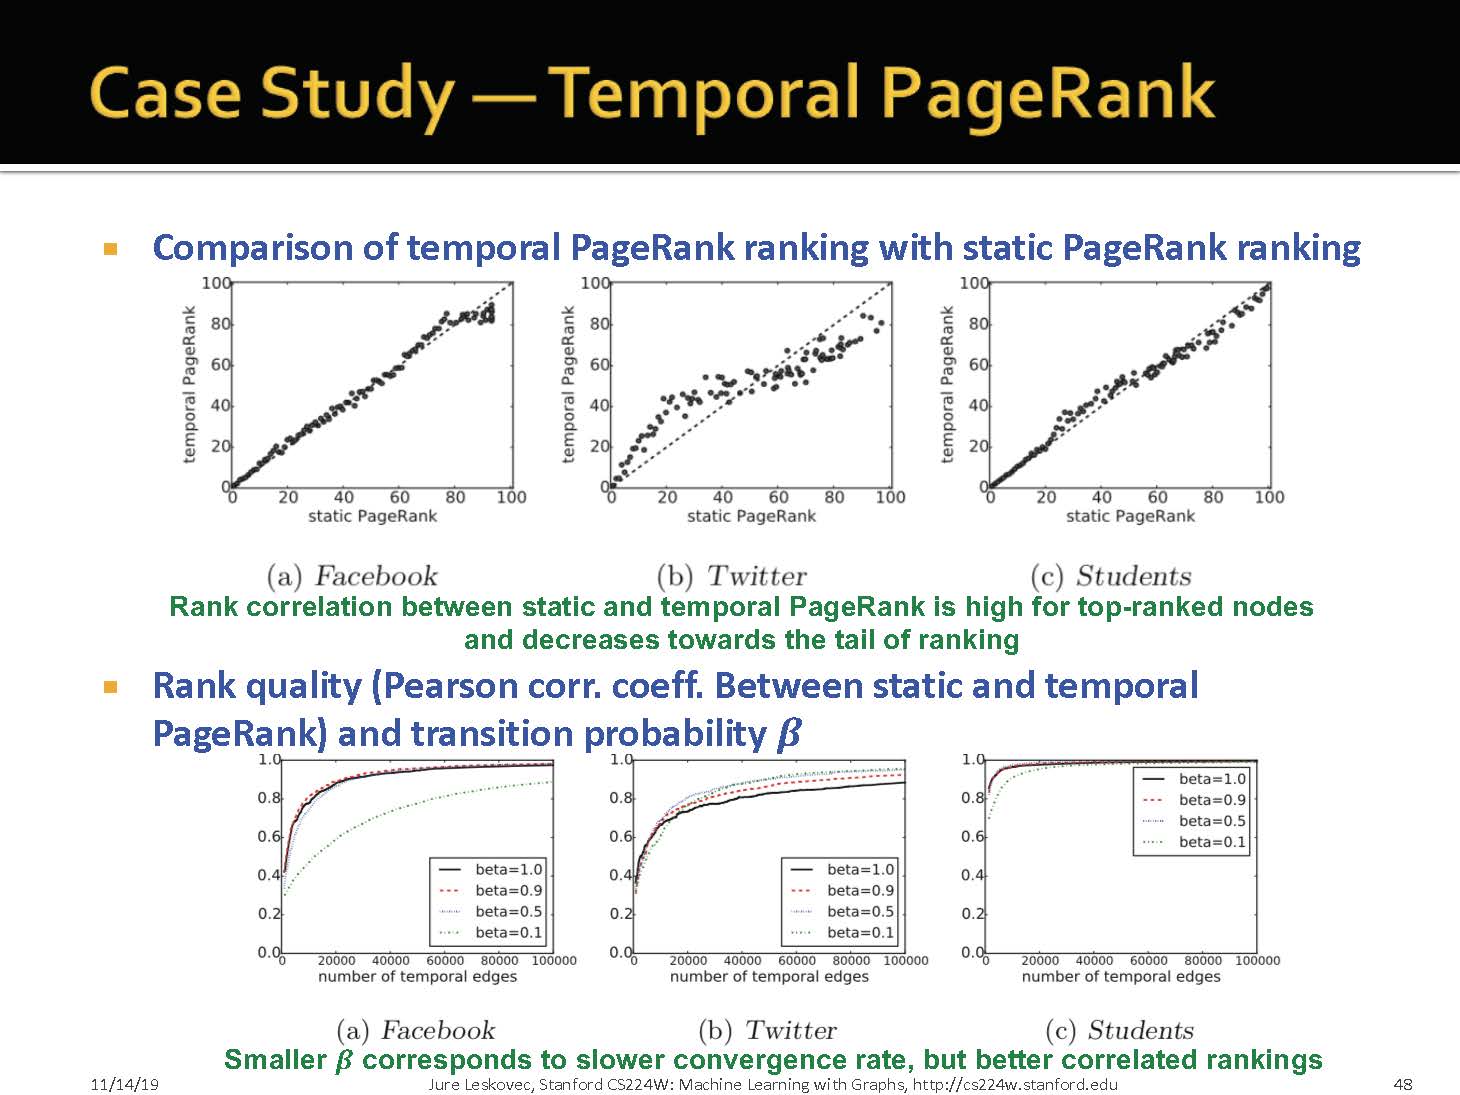 Case Study — Temporal PageRank
Comparison of temporal PageRank ranking with static PageRank ranking
100
80
60
40
20
0
temporal PageRank
0 20 40 60 80 100
static PageRank
(a) Facebook
100
80
60
40
20
0
temporal PageRank
0 20 40 60 80 100
static PageRank
(b) Twitter
100
80
60
40
20
0
temporal PageRank
0 20 40 60 80 100
static PageRank
(c) Students
Rank correlation between static and temporal PageRank is high for top-ranked nodes
and decreases towards the tail of ranking
Rank quality (Pearson corr. coeff. Between static and temporal
PageRank) and transition probability β
1.0
0.8
0.6
0.4
0.2
0.0
beta=1.0
beta=0.9
beta=0.5
beta=0.1
0 20000 40000 60000 80000 100000
number of temporal edges
(a) Facebook
1.0
0.8
0.6
0.4
0.2
0.0
beta=1.0
beta=0.9
beta=0.5
beta=0.1
0 20000 40000 60000 80000 100000
number of temporal edges
(b) Twitter
1.0
0.8
0.6
0.4
0.2
0.0
beta=1.0
beta=0.9
beta=0.5
beta=0.1
0 20000 40000 60000 80000 100000
number of temporal edges
(c) Students
Smaller β corresponds to slower convergence rate, but better correlated rankings
11/14/19
Jure Leskovec, Stanford CS224W: Machine Learning with Graphs, http://cs224w.stanford.edu
48